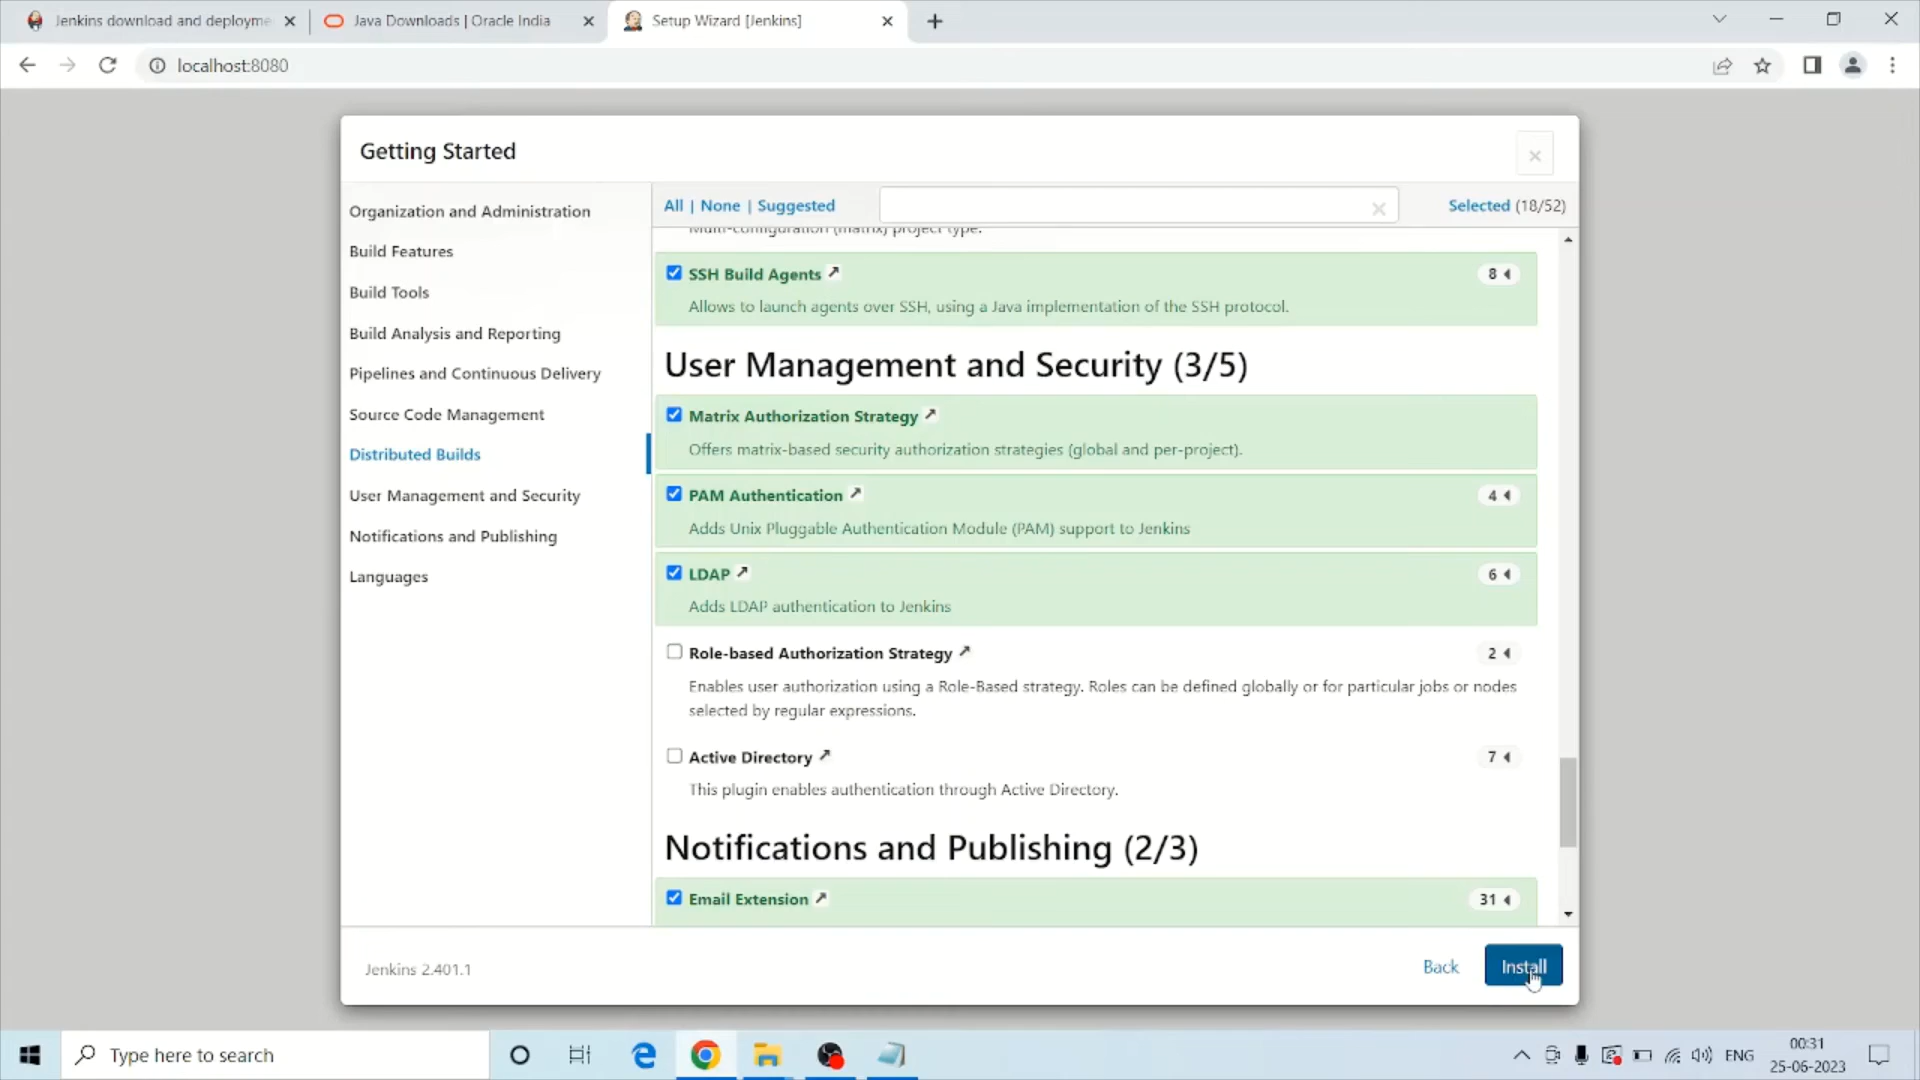 Jenkins download and deployme
Java Downloads | Oracle India
Setup Wizard [Jenkins]
localhost:8080
Getting Started
Organization and Administration
Build Features
Build Tools
Build Analysis and Reporting
Pipelines and Continuous Delivery
Source Code Management
Distributed Builds
User Management and Security
Notifications and Publishing
Languages
All | None | Suggested
Selected (18/52)
Multi-configuration (matrix) project type.
SSH Build Agents
8
Allows to launch agents over SSH, using a Java implementation of the SSH protocol.
User Management and Security (3/5)
Matrix Authorization Strategy
Offers matrix-based security authorization strategies (global and per-project).
PAM Authentication
4
Adds Unix Pluggable Authentication Module (PAM) support to Jenkins
LDAP
6
Adds LDAP authentication to Jenkins
Role-based Authorization Strategy
2
Enables user authorization using a Role-Based strategy. Roles can be defined globally or for particular jobs or nodes
selected by regular expressions.
Active Directory
7
This plugin enables authentication through Active Directory.
Notifications and Publishing (2/3)
Email Extension
31
Jenkins 2.401.1
Back
Install
Type here to search
ENG
00:31
25-06-2023